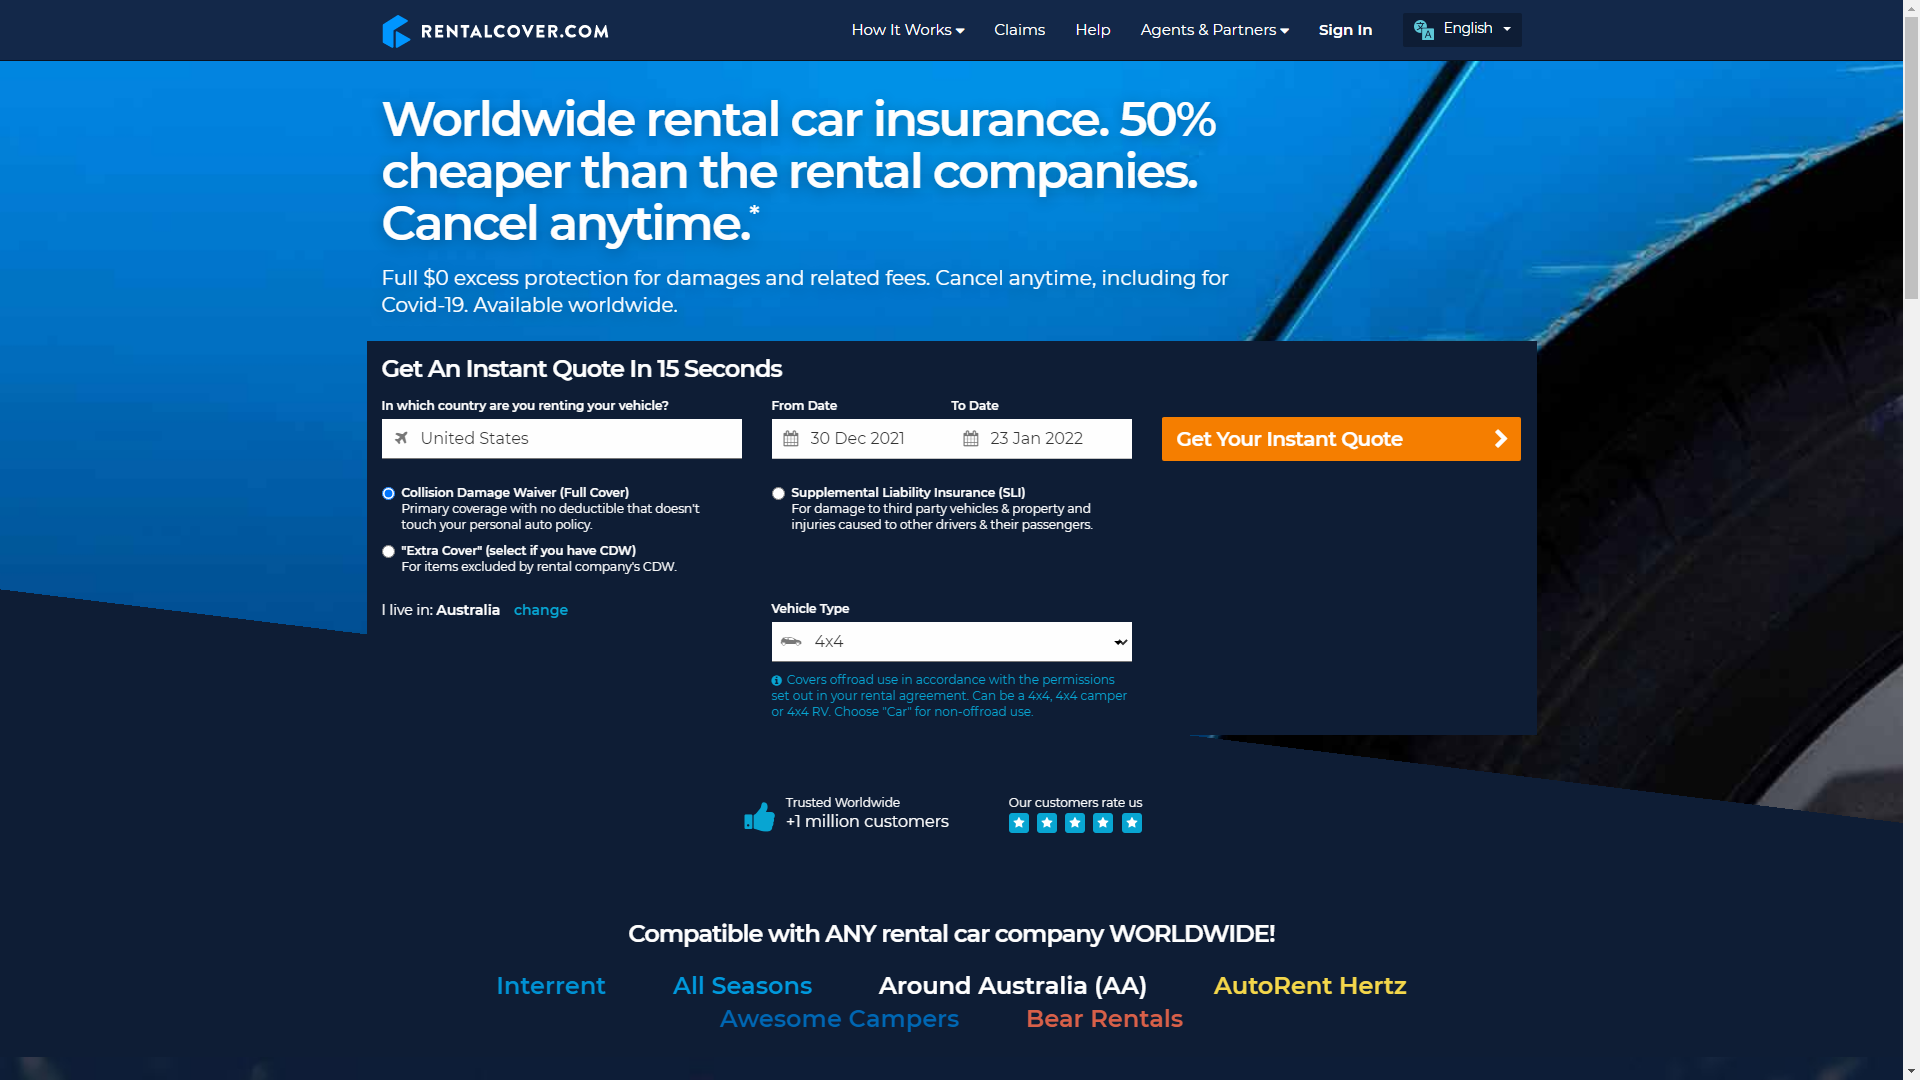 RENTALCOVER.COM
How It Works
Claims
Help
Agents & Partners
Sign In
English
Worldwide rental car insurance. 50%
cheaper than the rental companies.
Cancel anytime.*
Full $0 excess protection for damages and related fees. Cancel anytime, including for
Covid-19. Available worldwide.
Get An Instant Quote In 15 Seconds
In which country are you renting your vehicle?
From Date
To Date
United States
30 Dec 2021
23 Jan 2022
Get Your Instant Quote
Collision Damage Waiver (Full Cover)
Primary coverage with no deductible that doesn't
touch your personal auto policy.
Supplemental Liability Insurance (SLI)
For damage to third party vehicles & property and
injuries caused to other drivers & their passengers.
"Extra Cover" (select if you have CDW)
For items excluded by rental company's CDW.
I live in: Australia change
Vehicle Type
4x4
Covers offroad use in accordance with the permissions
set out in your rental agreement. Can be a 4x4, 4x4 camper
or 4x4 RV. Choose "Car" for non-offroad use.
Trusted Worldwide
+1 million customers
Our customers rate us
Compatible with ANY rental car company WORLDWIDE!
Interrent
All Seasons
Around Australia (AA)
AutoRent Hertz
Awesome Campers
Bear Rentals